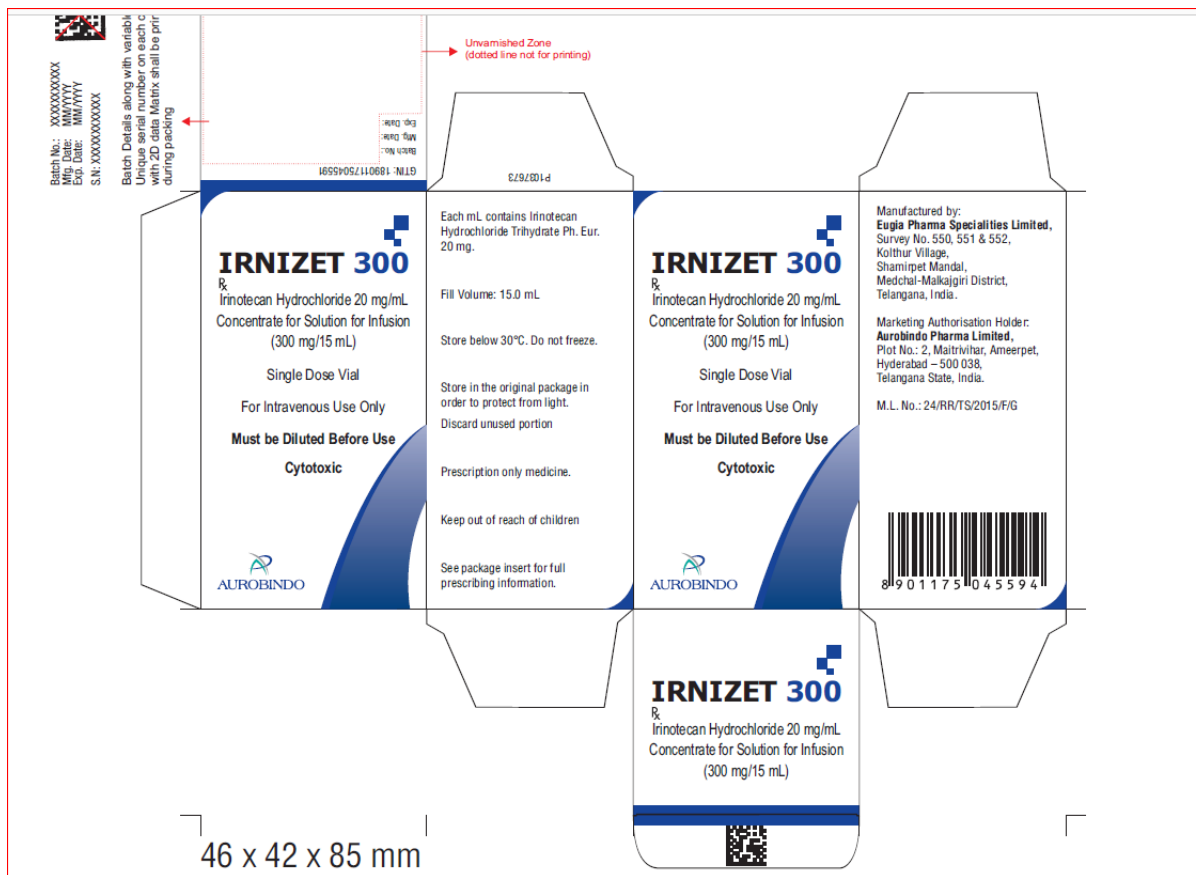 Batch No.: XXXXXXXXXXX
Mfg. Date: MM/YYYY
Exp. Date: MM/YYYY
S.N: XXXXXXXXXXX
Batch Details along with variable
Unique serial number on each
with 2D data Matrix shall be
during packing
Unvarnished Zone
(dotted line not for printing)
Exp. Date:
Mfg. Date:
Batch No.:
GTIN: 18901175045591
P1037673
IRNIZET 300
Rx
Irinotecan Hydrochloride 20 mg/mL
Concentrate for Solution for Infusion
(300 mg/15 mL)
Single Dose Vial
For Intravenous Use Only
Must be Diluted Before Use
Cytotoxic
AUROBINDO
Each mL contains Irinotecan
Hydrochloride Trihydrate Ph. Eur.
20 mg.
Fill Volume: 15.0 mL
Store below 30°C. Do not freeze.
Store in the original package in
order to protect from light.
Discard unused portion
Prescription only medicine.
Keep out of reach of children
See package insert for full
prescribing information.
IRNIZET 300
Rx
Irinotecan Hydrochloride 20 mg/mL
Concentrate for Solution for Infusion
(300 mg/15 mL)
Single Dose Vial
For Intravenous Use Only
Must be Diluted Before Use
Cytotoxic
AUROBINDO
Manufactured by:
Eugia Pharma Specialities Limited,
Survey No. 550, 551 & 552,
Kolthur Village,
Shamirpet Mandal,
Medchal-Malkajgiri District,
Telangana, India.
Marketing Authorisation Holder:
Aurobindo Pharma Limited,
Plot No.: 2, Maitrivihar, Ameerpet,
Hyderabad – 500 038,
Telangana State, India.
M.L. No.: 24/RR/TS/2015/F/G
8 901175 045594
IRNIZET 300
Rx
Irinotecan Hydrochloride 20 mg/mL
Concentrate for Solution for Infusion
(300 mg/15 mL)
46 x 42 x 85 mm